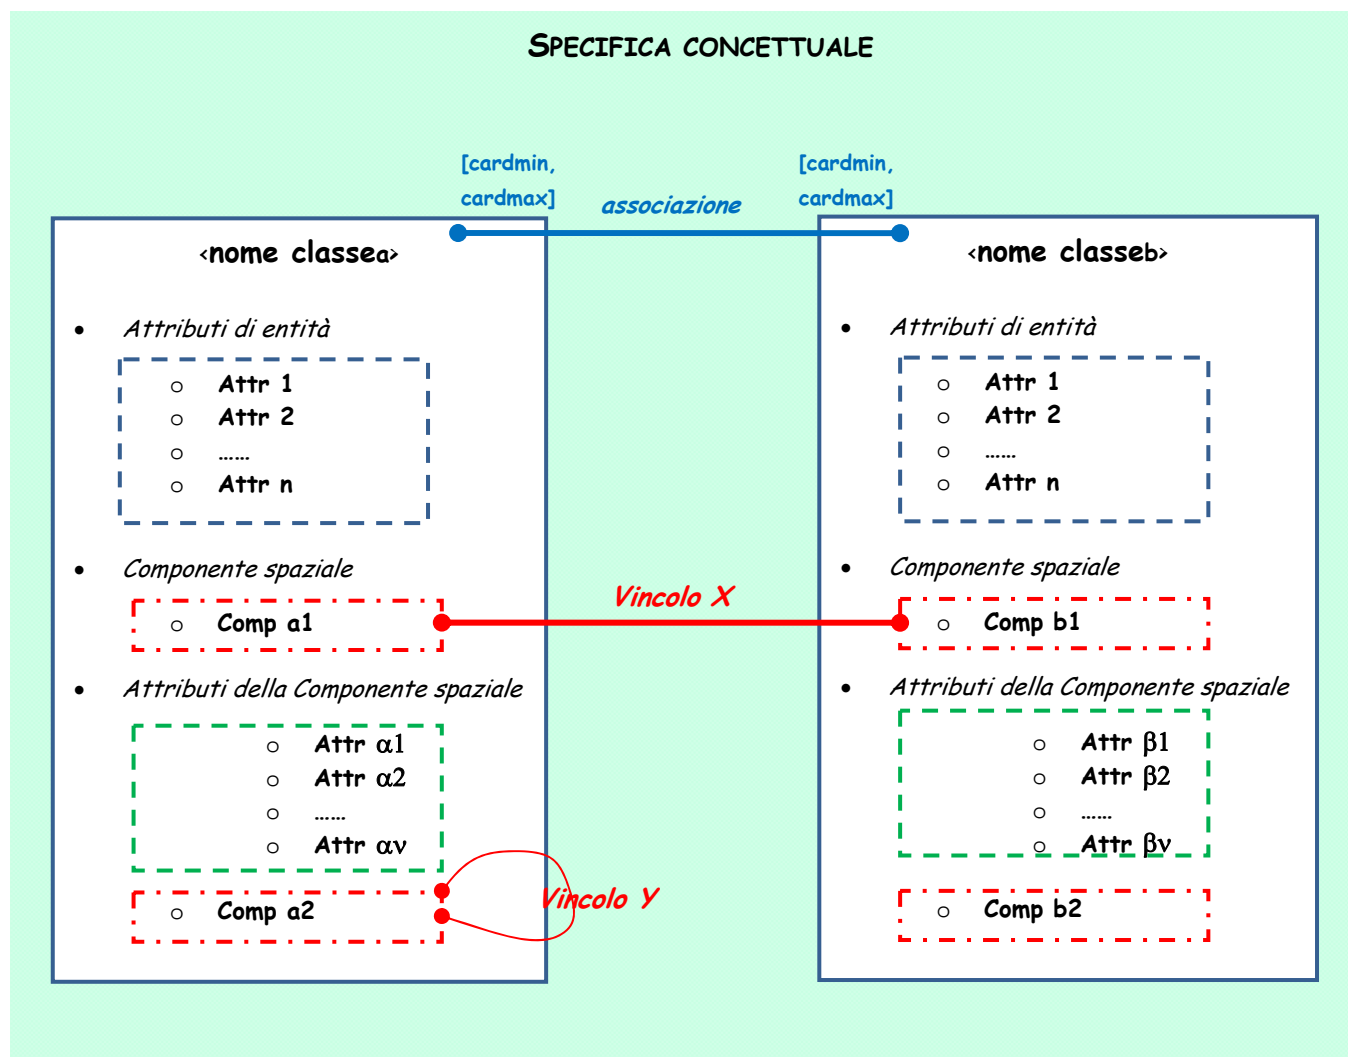 SPECIFICA CONCETTUALE
[cardmin,
cardmax]
associazione
[cardmin,
cardmax]
<nome classea>
• Attributi di entità
o Attr 1
o Attr 2
o ……
o Attr n
• Componente spaziale
o Comp a1
• Attributi della Componente spaziale
o Attr α1
o Attr α2
o ……
o Attr αν
o Comp a2
Vincolo X
Vincolo Y
<nome classeb>
• Attributi di entità
o Attr 1
o Attr 2
o ……
o Attr n
• Componente spaziale
o Comp b1
• Attributi della Componente spaziale
o Attr β1
o Attr β2
o ……
o Attr βν
o Comp b2